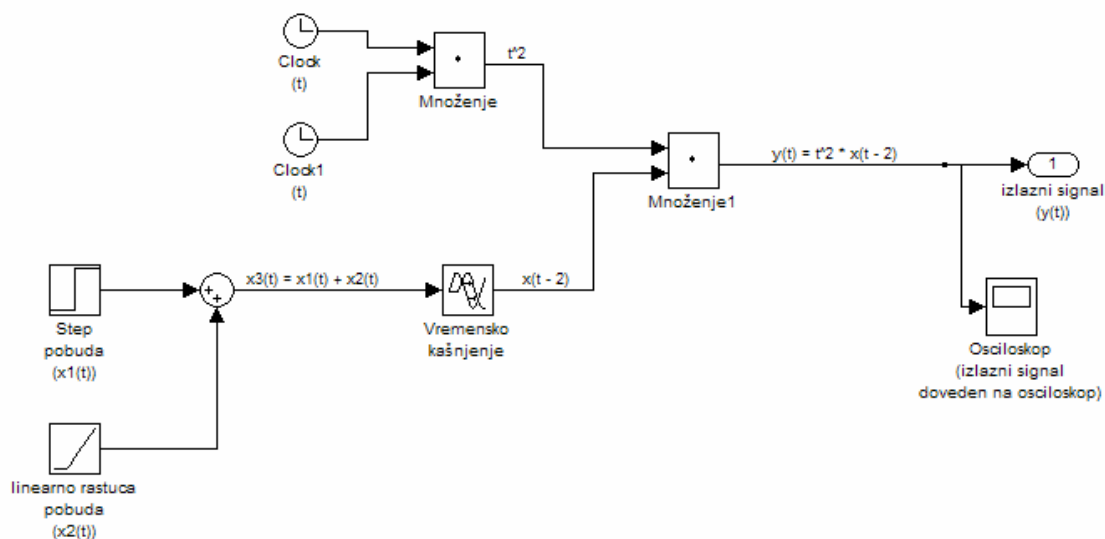 Clock
(t)
t^2
Množenje
Clock1
(t)
y(t) = t^2 * x(t - 2)
1
Množenje1
izlazni signal
(y(t))
x3(t) = x1(t) + x2(t)
x(t - 2)
Step
pobuda
(x1(t))
Vremensko
kašnjenje
Osciloskop
(izlazni signal
doveden na osciloskop)
linearno rastuca
pobuda
(x2(t))